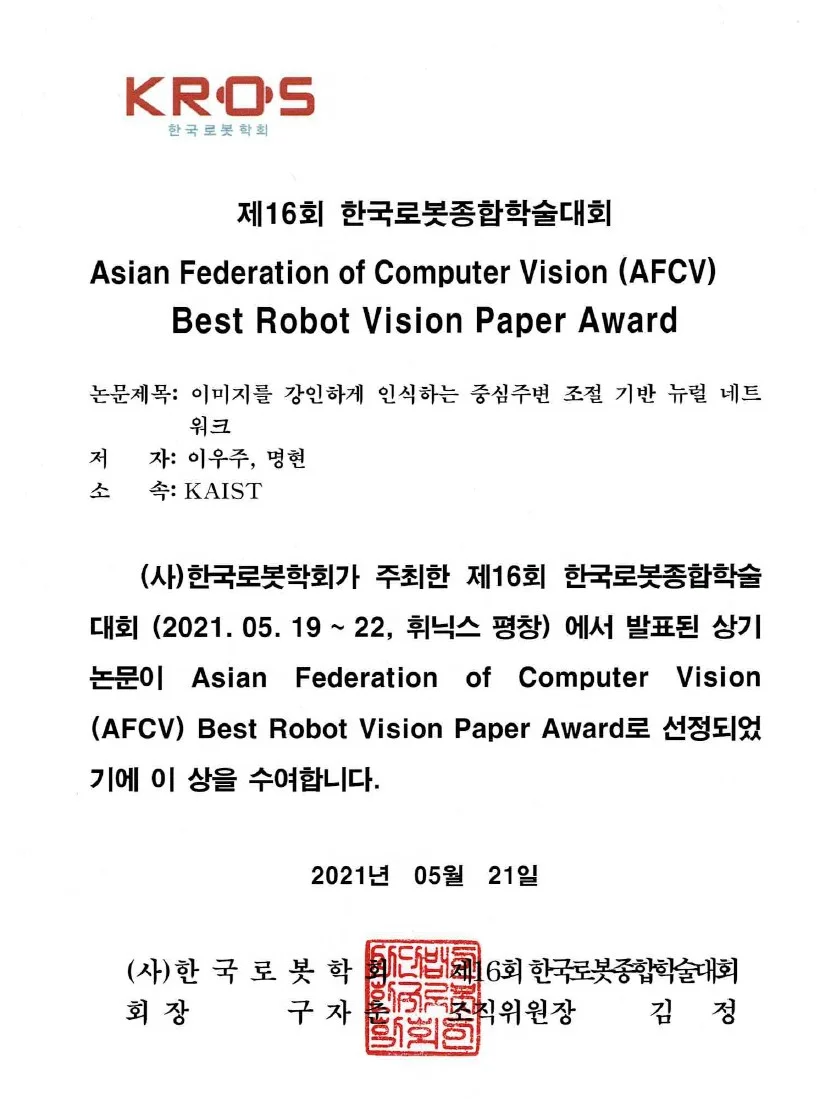 KROS
한국로봇학회
제16회 한국로봇종합학술대회
Asian Federation of Computer Vision (AFCV)
Best Robot Vision Paper Award
논문제목: 이미지를 강인하게 인식하는 중심주변 조절 기반 뉴럴 네트
워크
저 자: 이우주, 명현
소 속: KAIST
(사)한국로봇학회가 주최한 제16회 한국로봇종합학술
대회 (2021. 05. 19 ~ 22, 휘닉스 평창) 에서 발표된 상기
논문이 Asian Federation of Computer Vision
(AFCV) Best Robot Vision Paper Award로 선정되었
기에 이 상을 수여합니다.
2021년 05월 21일
(사)한 국 로 봇 학 회 제16회 한국로봇종합학술대회
회 장 구 자 춘 조직위원장 김 정